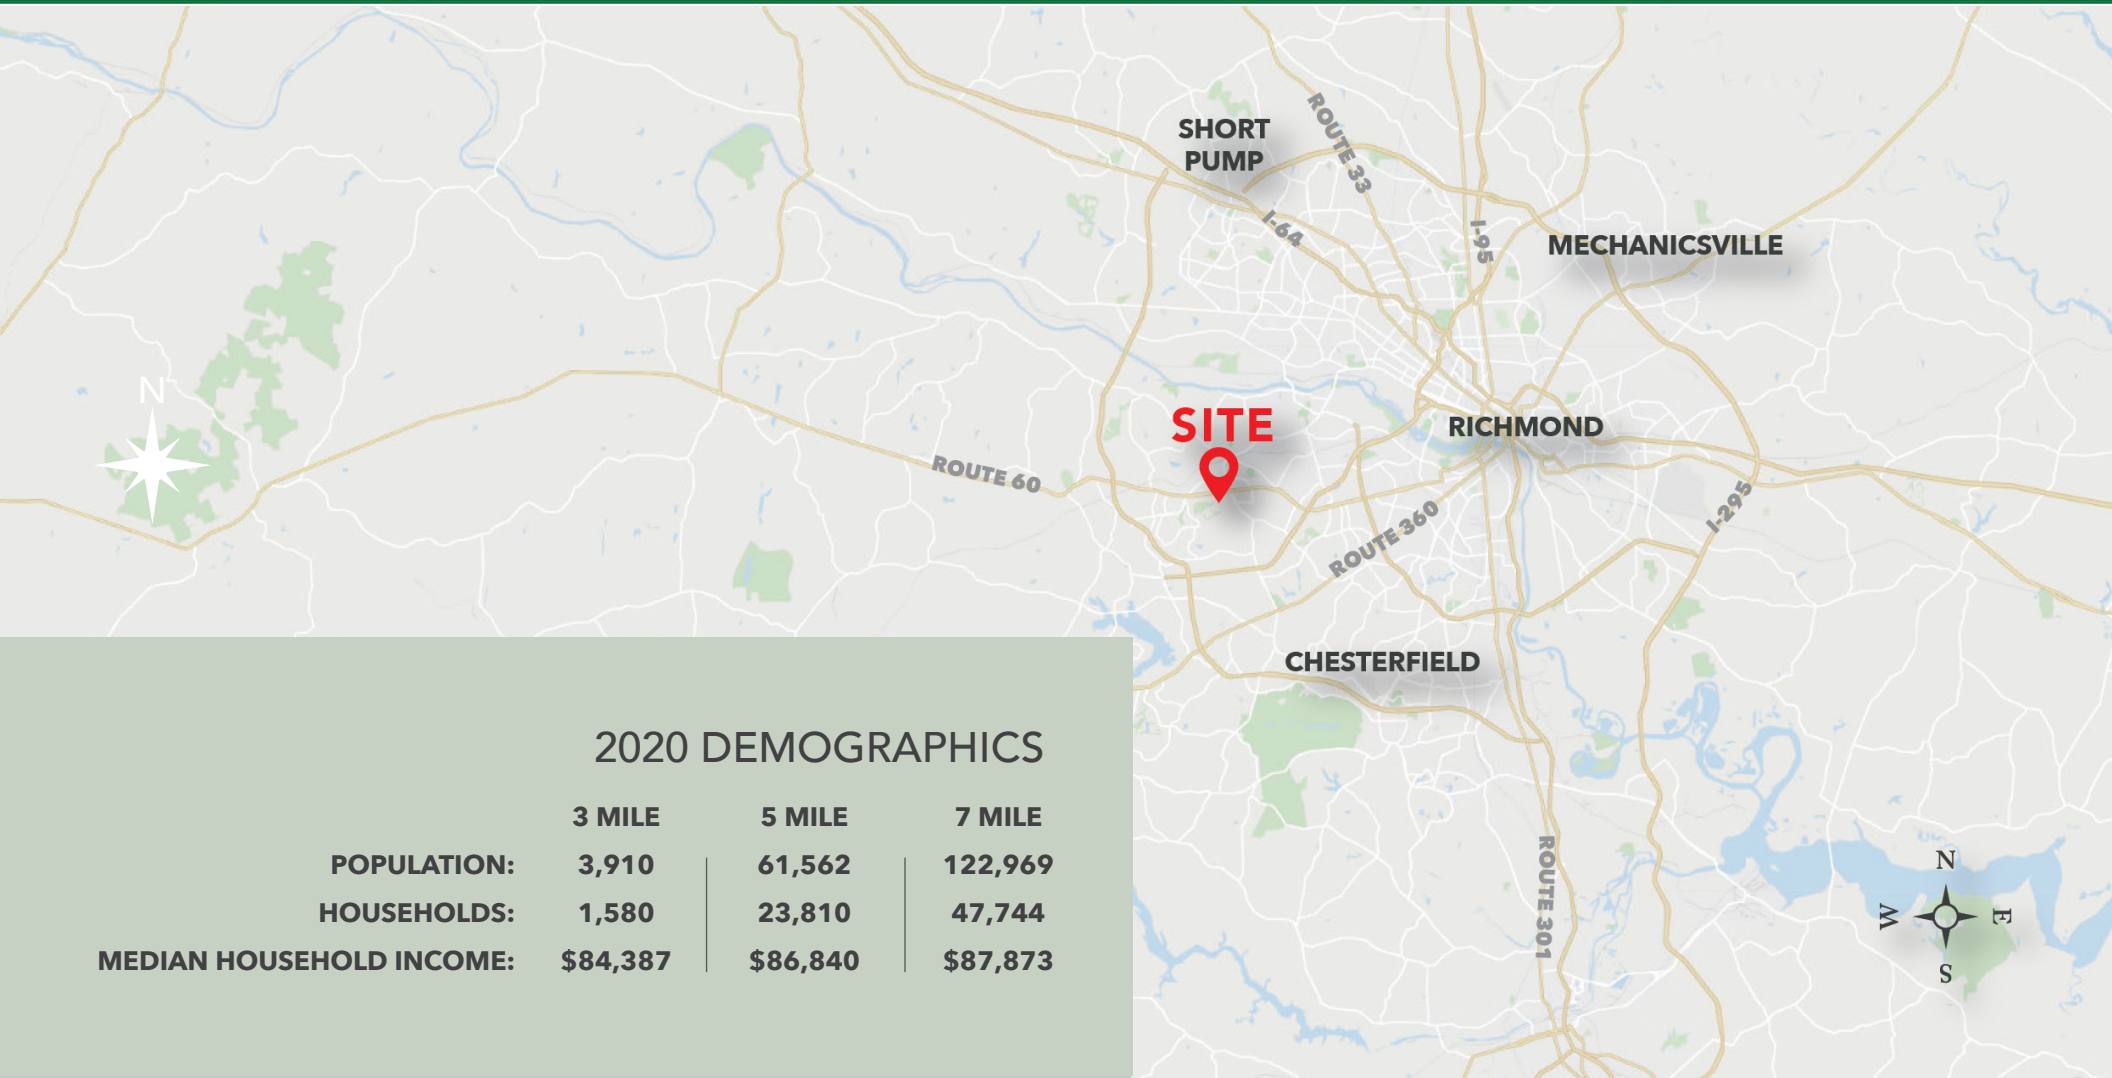 SHORT
PUMP
ROUTE 33
I-64
I-95
MECHANICSVILLE
N
SITE
RICHMOND
ROUTE 60
ROUTE 360
I-295
CHESTERFIELD
2020 DEMOGRAPHICS
3 MILE 5 MILE 7 MILE
POPULATION: 3,910 61,562 122,969
HOUSEHOLDS: 1,580 23,810 47,744
MEDIAN HOUSEHOLD INCOME: $84,387 $86,840 $87,873
ROUTE 301
N
W E
S